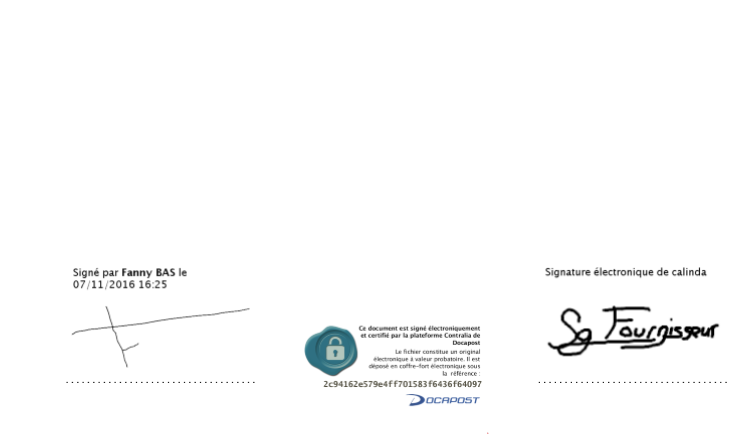 Signé par Fanny BAS le
07/11/2016 16:25
Ce document est signé électroniquement
et certifié par la plateforme Contralia de
Docapost
Le fichier constitue un original
électronique à valeur probatoire. Il est
déposé en coffre-fort électronique sous
la référence :
2c94162e579e4ff701583f6436f64097
DOCAPOST
Signature électronique de calinda
Sg Fournisseur